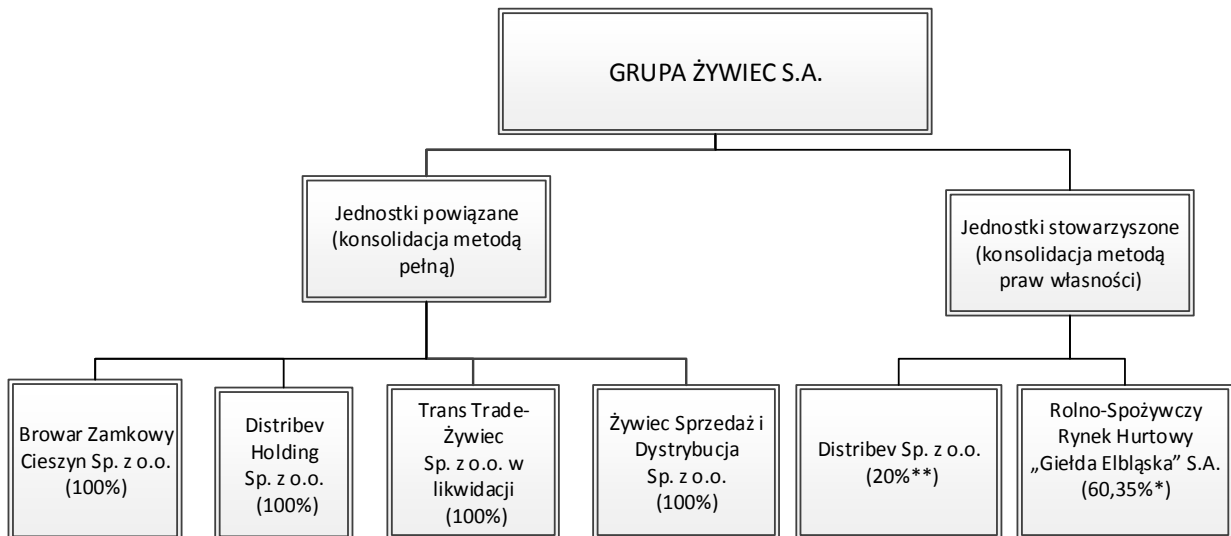 GRUPA ŻYWIEC S.A.
Jednostki powiązane
(konsolidacja metodą
pełną)
Jednostki stowarzyszone
(konsolidacja metodą
praw własności)
Browar Zamkowy
Cieszyn Sp. z o.o.
(100%)
Distribev
Holding
Sp. z o.o.
(100%)
Trans Trade-
Żywiec
Sp. z o.o. w
likwidacji
(100%)
Żywiec Sprzedaż i
Dystrybucja
Sp. z o.o.
(100%)
Distribev Sp. z o.o.
(20%**)
Rolno-Spożywczy
Rynek Hurtowy
„Giełda Elbląska” S.A.
(60,35%*)